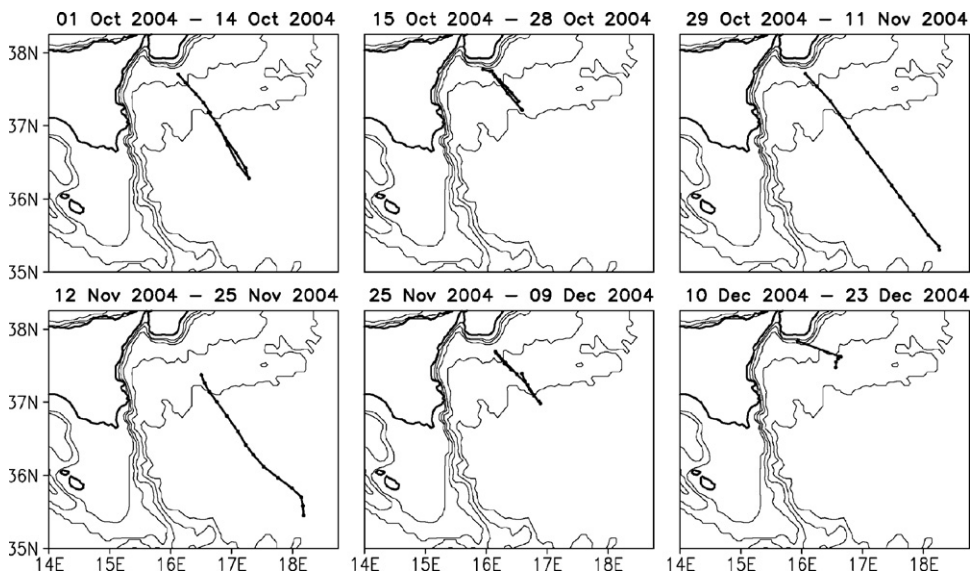 01 Oct 2004 – 14 Oct 2004
15 Oct 2004 – 28 Oct 2004
29 Oct 2004 – 11 Nov 2004
38N
37N
36N
35N
12 Nov 2004 – 25 Nov 2004
25 Nov 2004 – 09 Dec 2004
10 Dec 2004 – 23 Dec 2004
38N
37N
36N
35N
14E 15E 16E 17E 18E
14E 15E 16E 17E 18E
14E 15E 16E 17E 18E